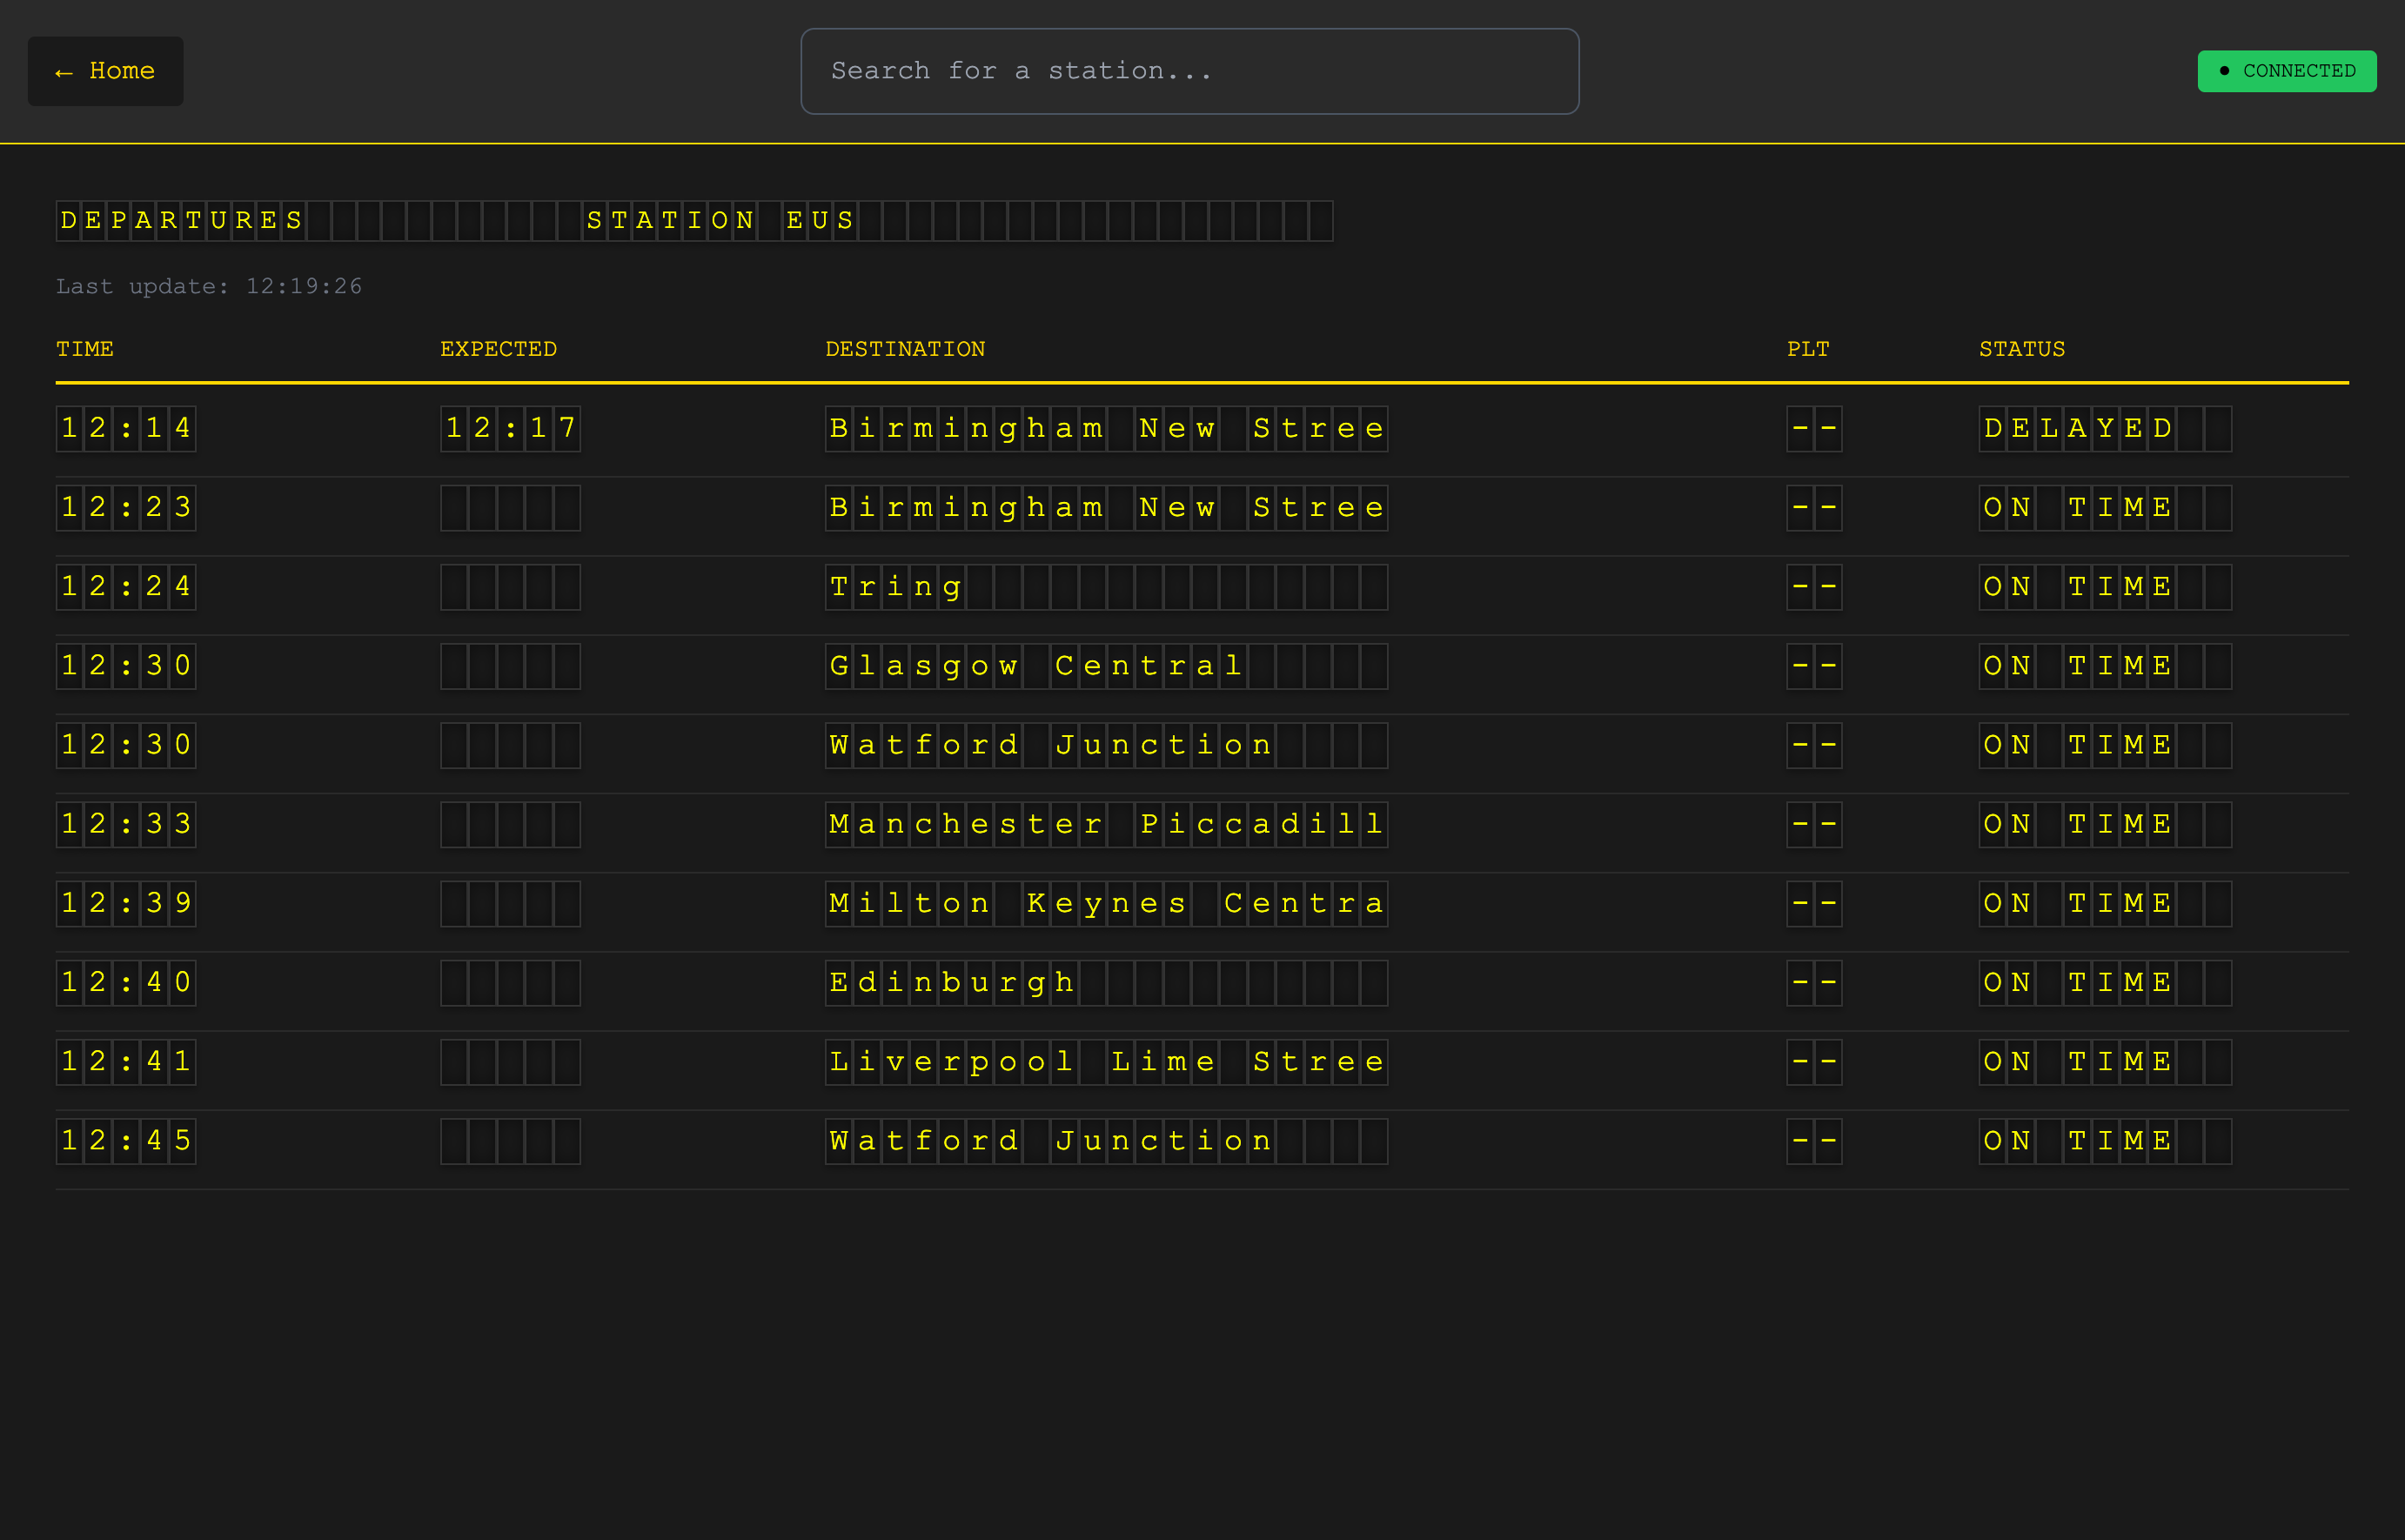 ← Home
Search for a station...
● CONNECTED
DEPARTURES STATION EUS
Last update: 12:19:26
TIME EXPECTED DESTINATION PLT STATUS
12:14 12:17 Birmingham New Stree -- DELAYED
12:23 Birmingham New Stree -- ON TIME
12:24 Tring -- ON TIME
12:30 Glasgow Central -- ON TIME
12:30 Watford Junction -- ON TIME
12:33 Manchester Piccadill -- ON TIME
12:39 Milton Keynes Centra -- ON TIME
12:40 Edinburgh -- ON TIME
12:41 Liverpool Lime Stree -- ON TIME
12:45 Watford Junction -- ON TIME